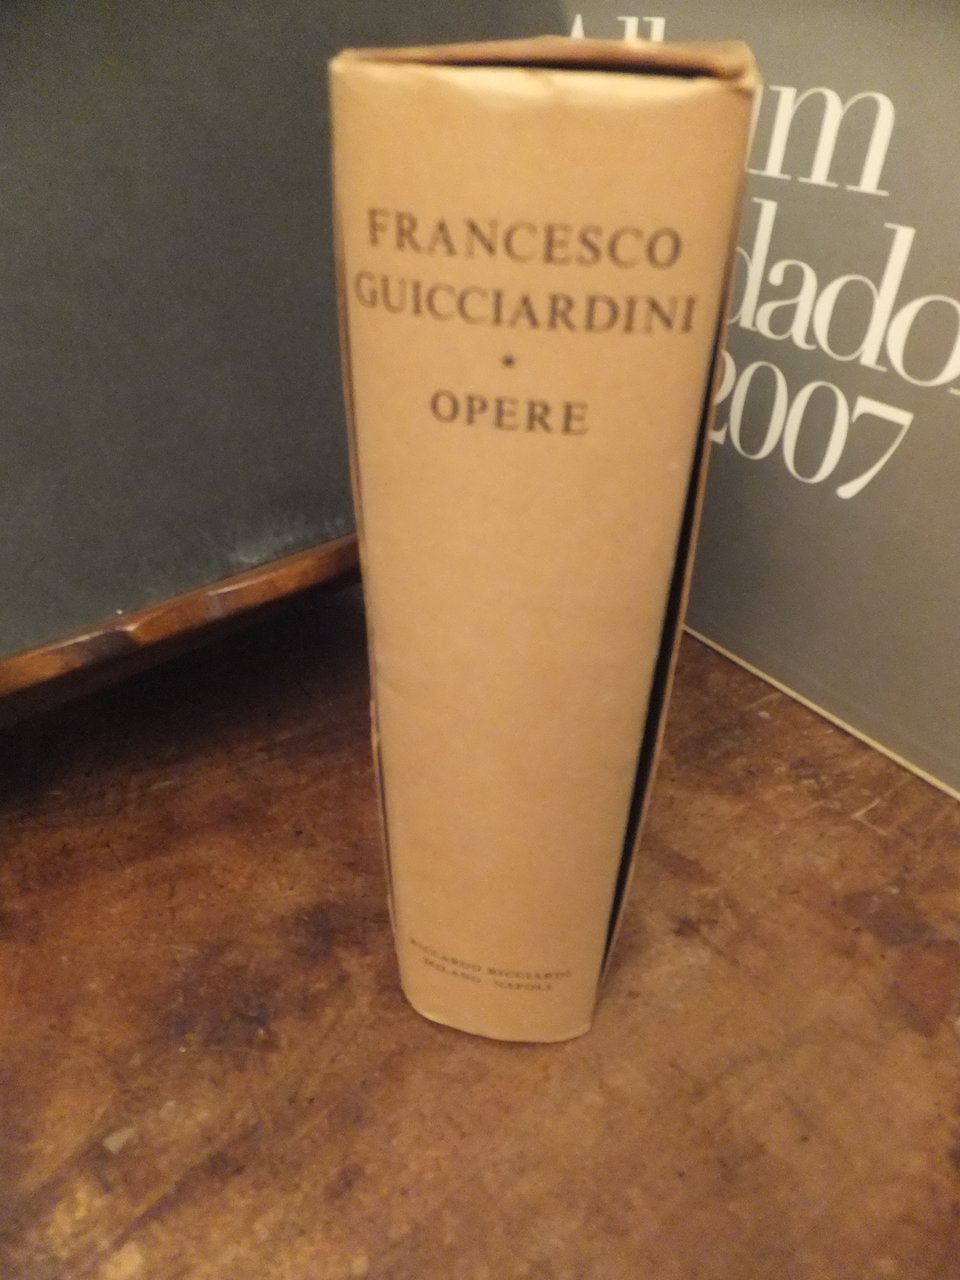 FRANCESCO
GUICCIARDINI
*
OPERE
RICCARDO RICCIARDI
MILANO NAPOLI
2007